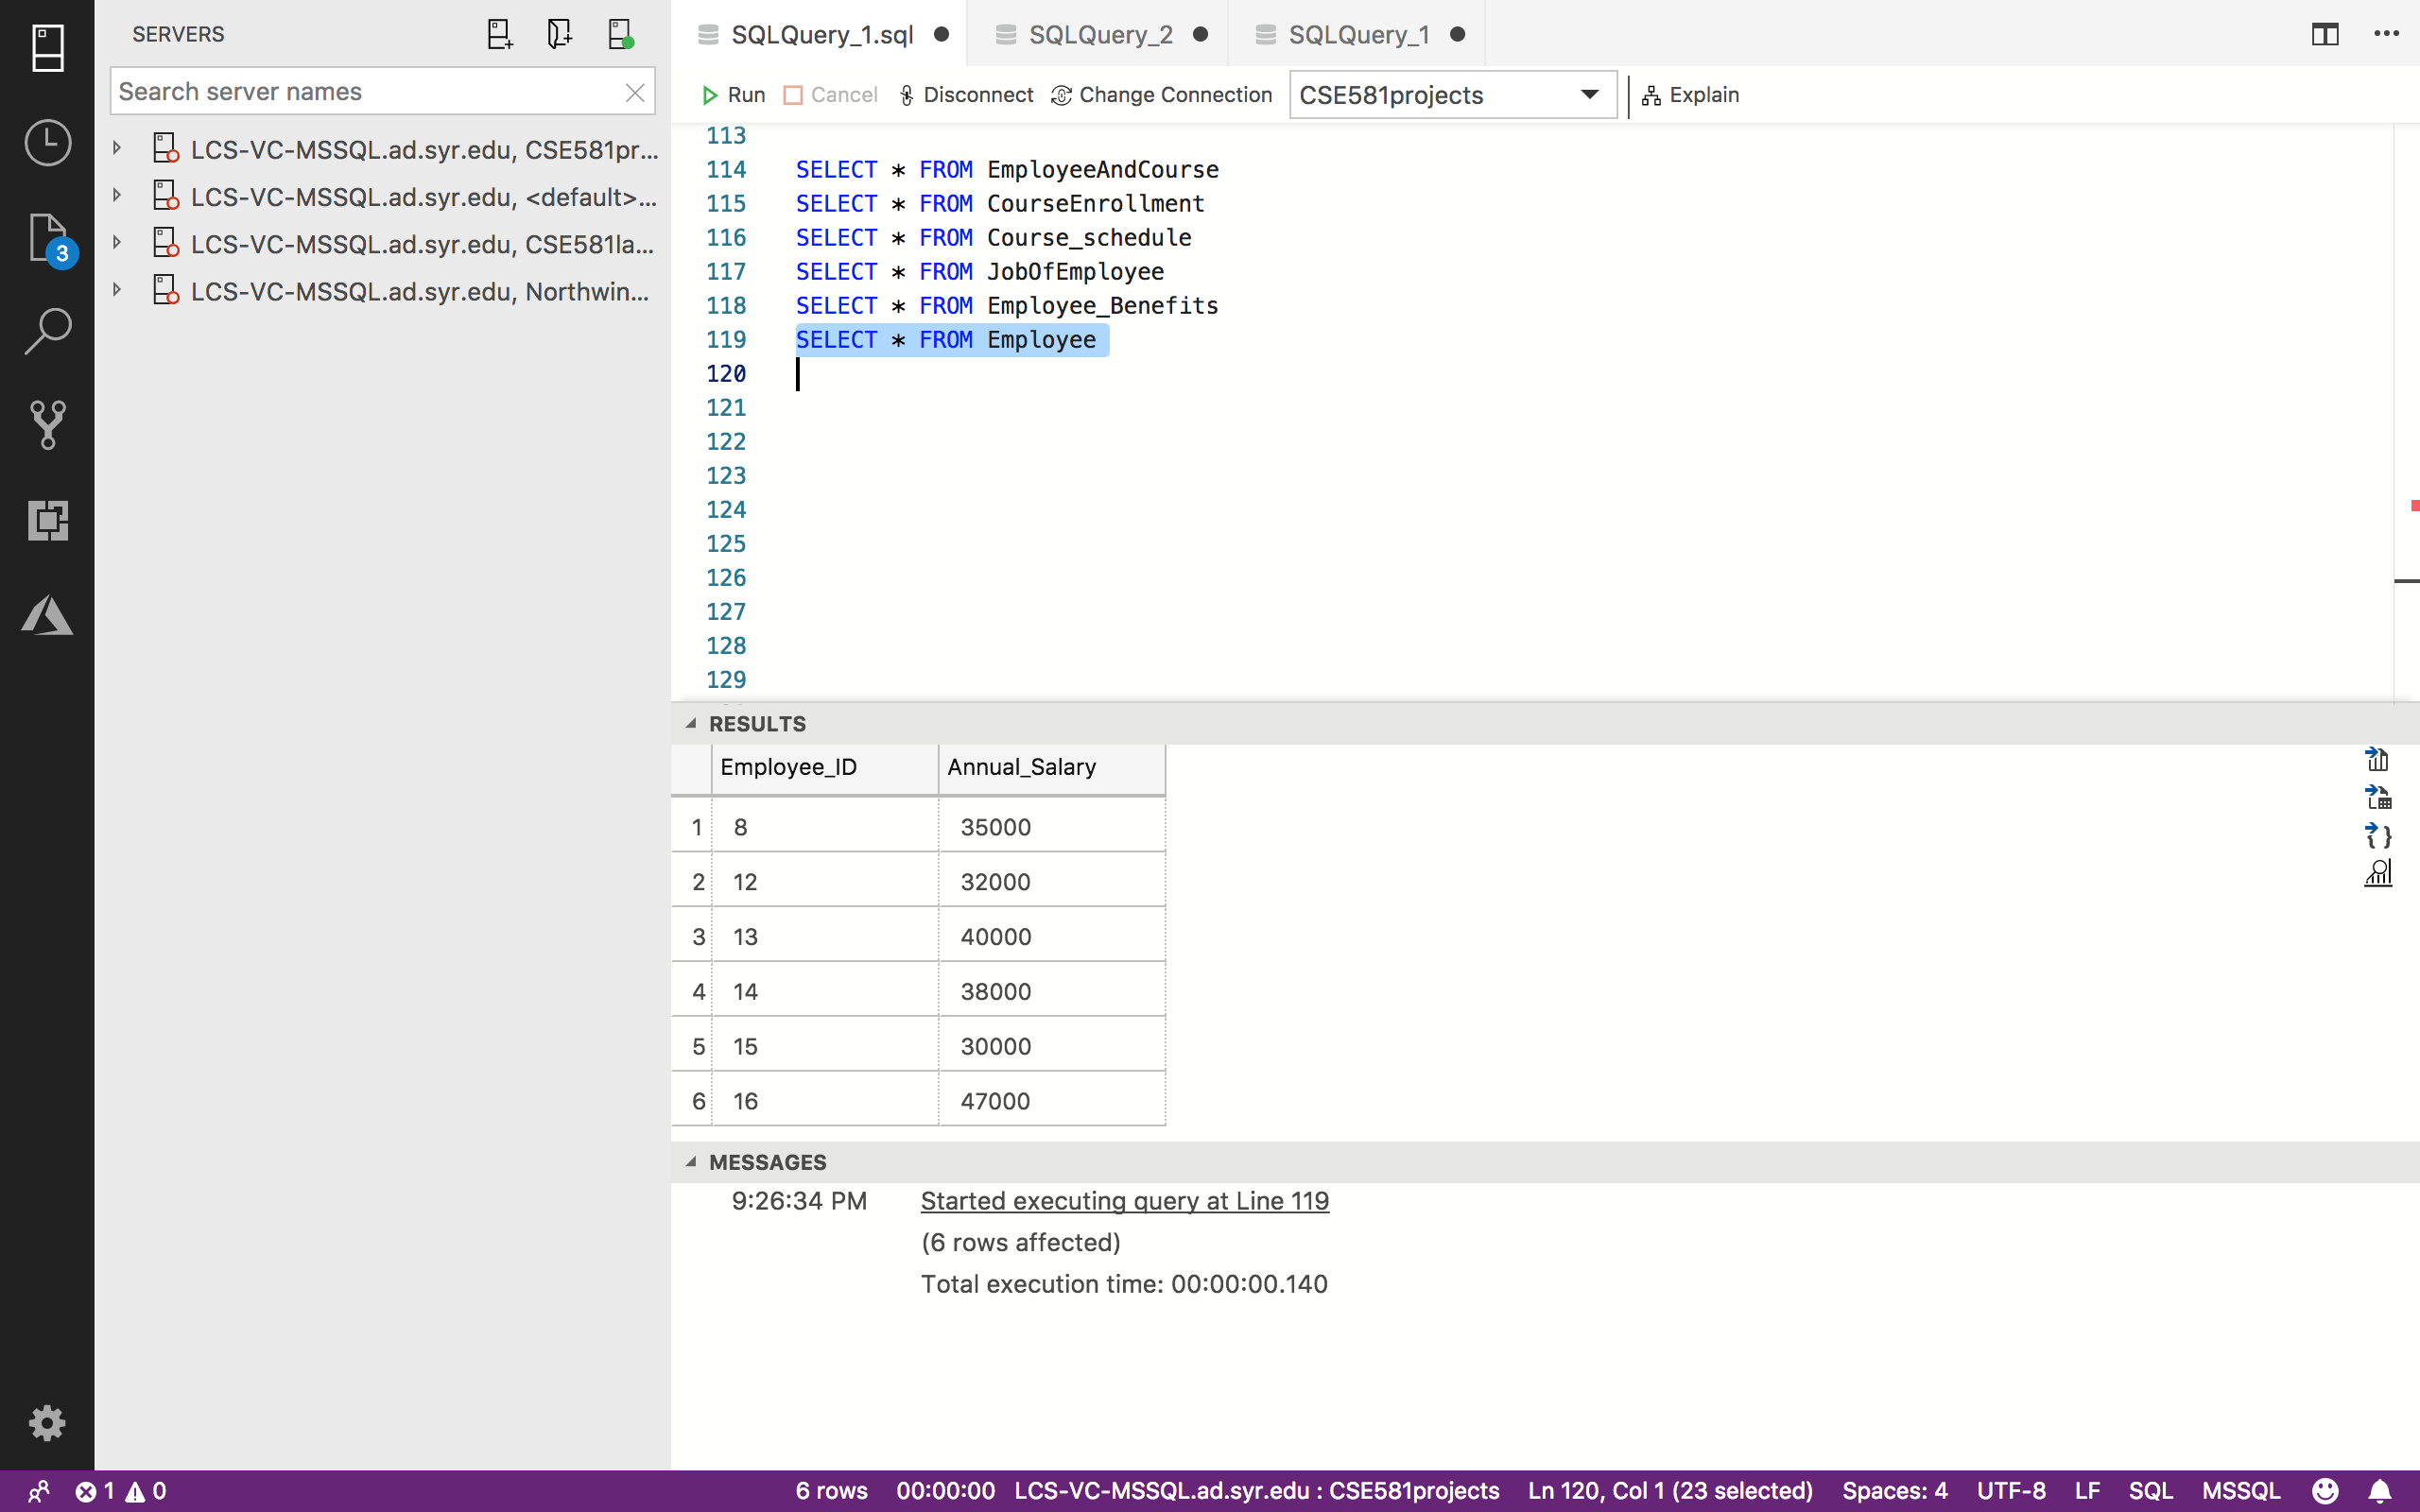 SERVERS
Search server names
LCS-VC-MSSQL.ad.syr.edu, CSE581pr...
LCS-VC-MSSQL.ad.syr.edu, <default>...
LCS-VC-MSSQL.ad.syr.edu, CSE581la...
LCS-VC-MSSQL.ad.syr.edu, Northwin...
3
SQLQuery_1.sql SQLQuery_2 SQLQuery_1
Run Cancel Disconnect Change Connection CSE581projects Explain
113
114 SELECT * FROM EmployeeAndCourse
115 SELECT * FROM CourseEnrollment
116 SELECT * FROM Course_schedule
117 SELECT * FROM JobOfEmployee
118 SELECT * FROM Employee_Benefits
119 SELECT * FROM Employee
120
121
122
123
124
125
126
127
128
129
RESULTS
Employee_ID Annual_Salary
1 8 35000
2 12 32000
3 13 40000
4 14 38000
5 15 30000
6 16 47000
MESSAGES
9:26:34 PM Started executing query at Line 119
(6 rows affected)
Total execution time: 00:00:00.140
1 0 6 rows 00:00:00 LCS-VC-MSSQL.ad.syr.edu : CSE581projects Ln 120, Col 1 (23 selected) Spaces: 4 UTF-8 LF SQL MSSQL